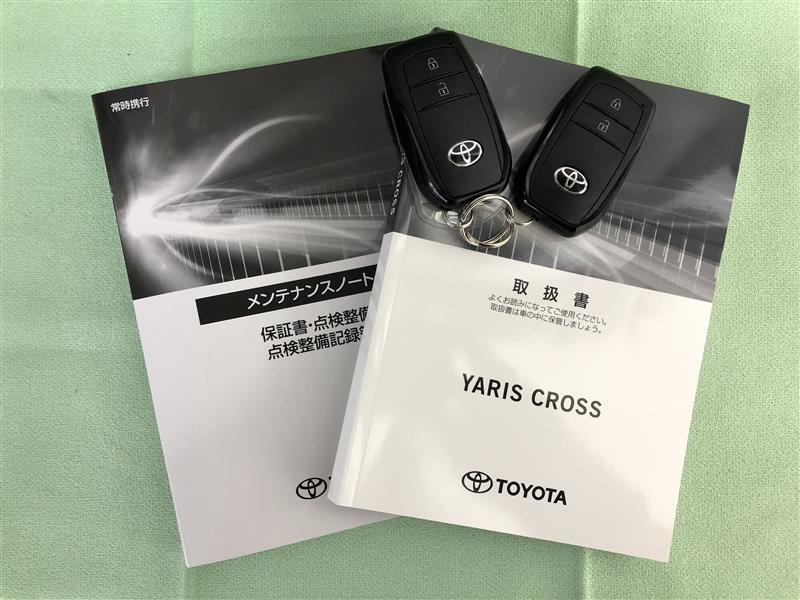 常時携行
メンテナンスノート
保証書・点検整備
点検整備記録簿
YARIS CROSS
取扱書
よくお読みになってご使用ください。
取扱書は車の中に保管しましょう。
YARIS CROSS
TOYOTA